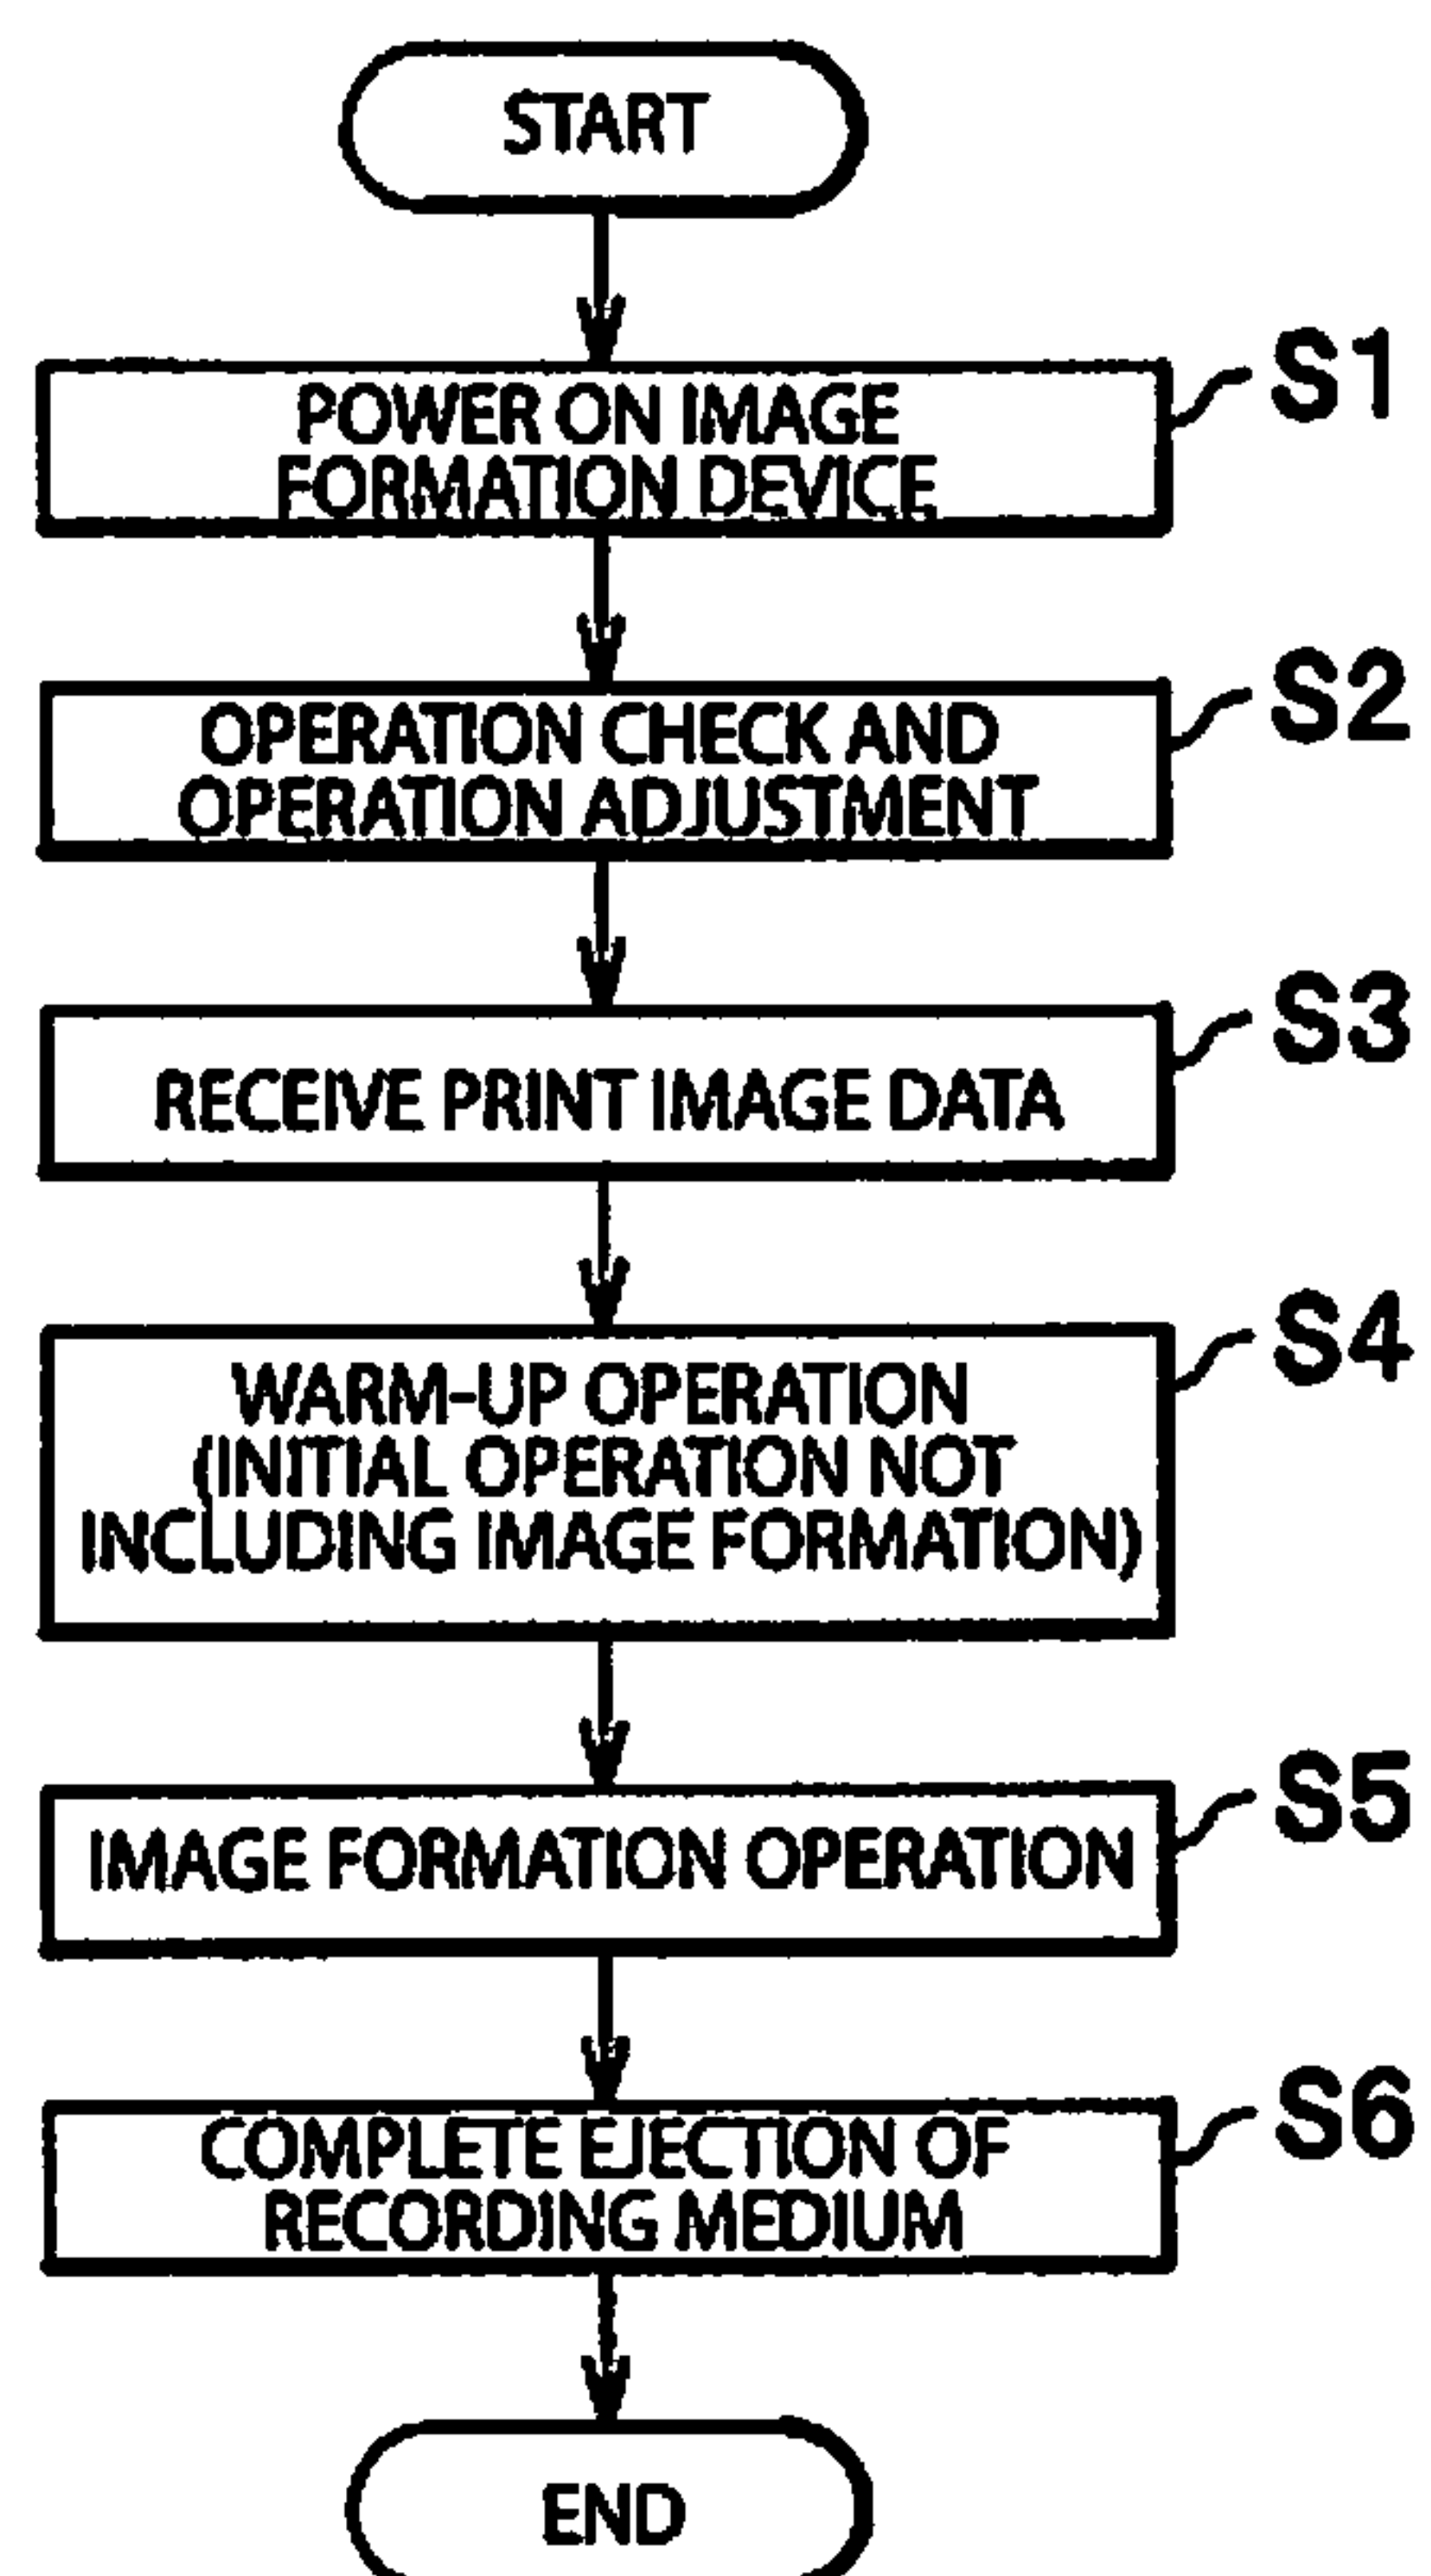 START
POWER ON IMAGE
FORMATION DEVICE
S1
OPERATION CHECK AND
OPERATION ADJUSTMENT
S2
RECEIVE PRINT IMAGE DATA
S3
WARM-UP OPERATION
(INITIAL OPERATION NOT
INCLUDING IMAGE FORMATION)
S4
IMAGE FORMATION OPERATION
S5
COMPLETE EJECTION OF
RECORDING MEDIUM
S6
END